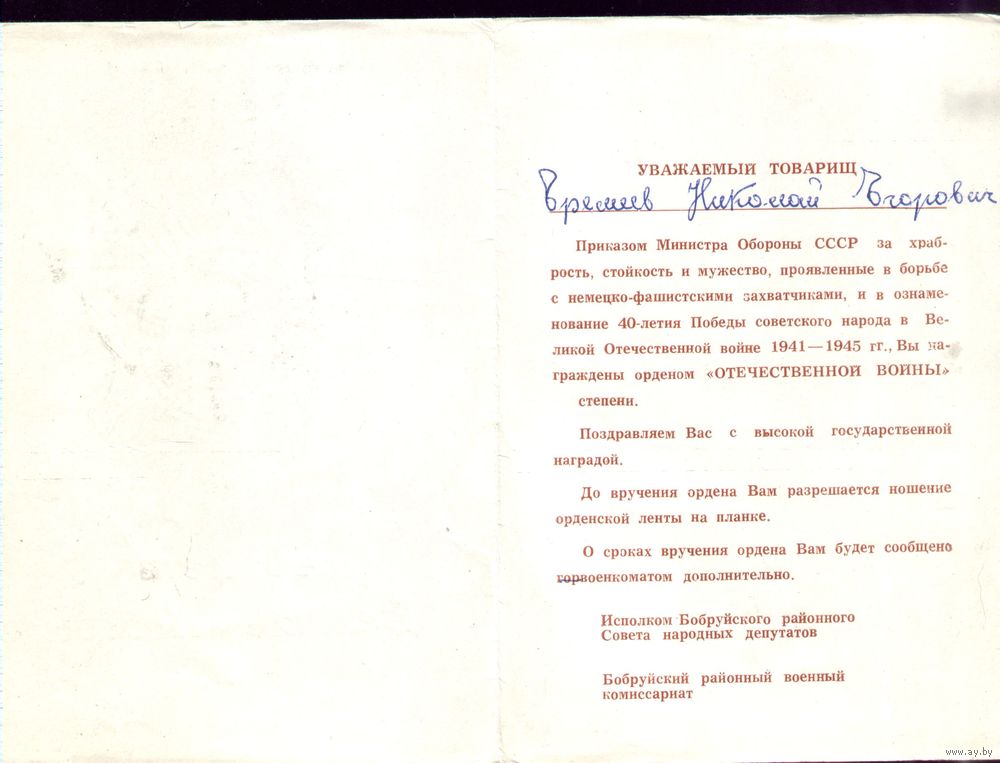 УВАЖАЕМЫЙ ТОВАРИЩ
Еремеев Николай Егорович
Приказом Министра Обороны СССР за храб-
рость, стойкость и мужество, проявленные в борьбе
с немецко-фашистскими захватчиками, и в ознаме-
нование 40-летия Победы советского народа в Ве-
ликой Отечественной войне 1941—1945 гг., Вы на-
граждены орденом «ОТЕЧЕСТВЕННОЙ ВОЙНЫ»
степени.
Поздравляем Вас с высокой государственной
наградой.
До вручения ордена Вам разрешается ношение
орденской ленты на планке.
О сроках вручения ордена Вам будет сообщено
горвоенкоматом дополнительно.
Исполком Бобруйского районного
Совета народных депутатов
Бобруйский районный военный
комиссариат
www.ay.by